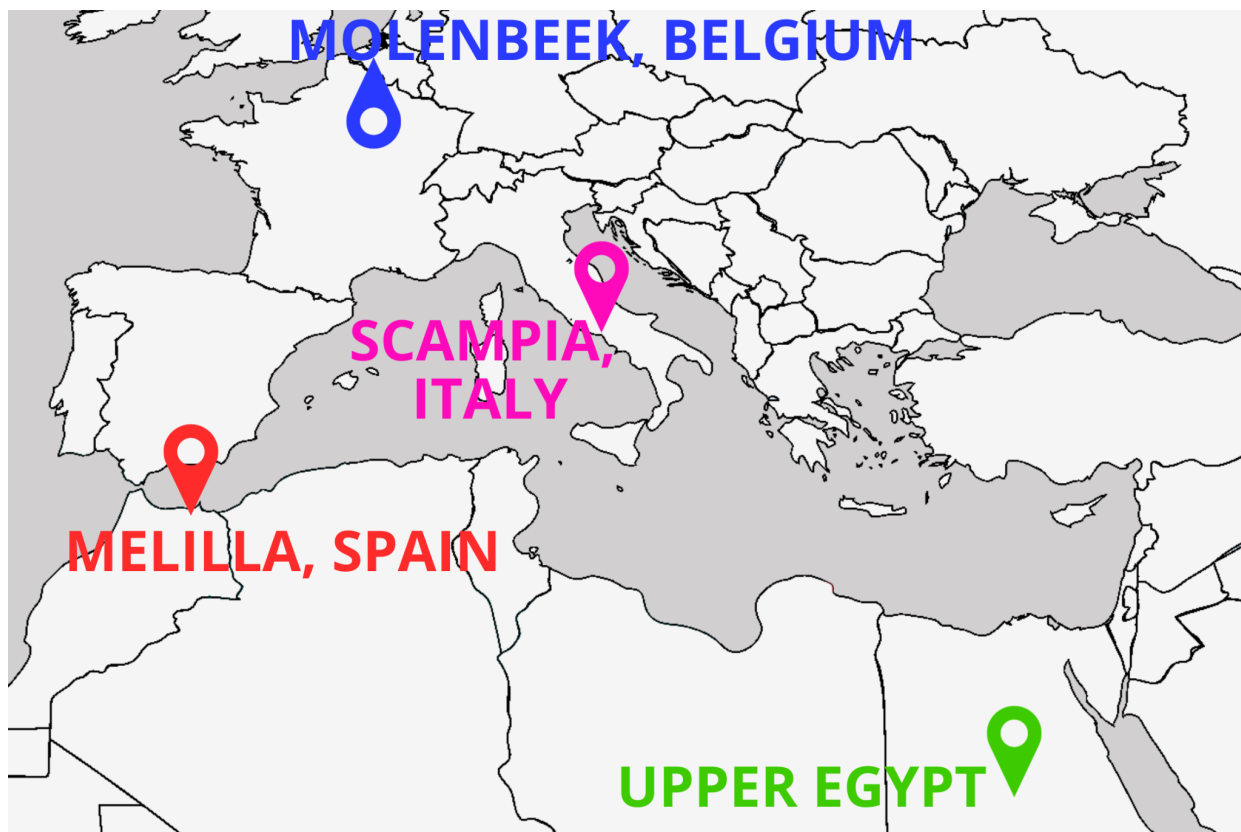 MOLENBEEK, BELGIUM
SCAMPIA,
ITALY
MELILLA, SPAIN
UPPER EGYPT